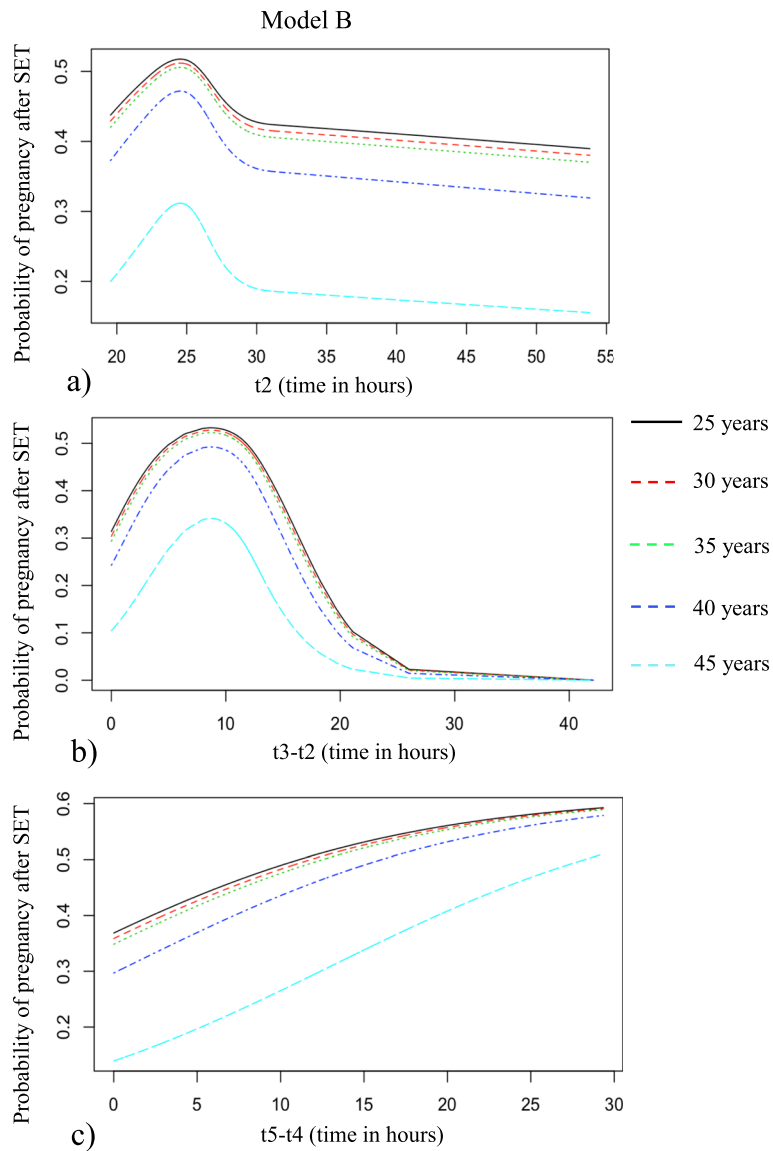 Model B
Probability of pregnancy after SET
0.5
0.4
0.3
0.2
20 25 30 35 40 45 50 55
a)
t2 (time in hours)
Probability of pregnancy after SET
0.5
0.4
0.3
0.2
0.1
0.0
0 10 20 30 40
b)
t3-t2 (time in hours)
25 years
30 years
35 years
40 years
45 years
Probability of pregnancy after SET
0.6
0.5
0.4
0.3
0.2
0 5 10 15 20 25 30
c)
t5-t4 (time in hours)